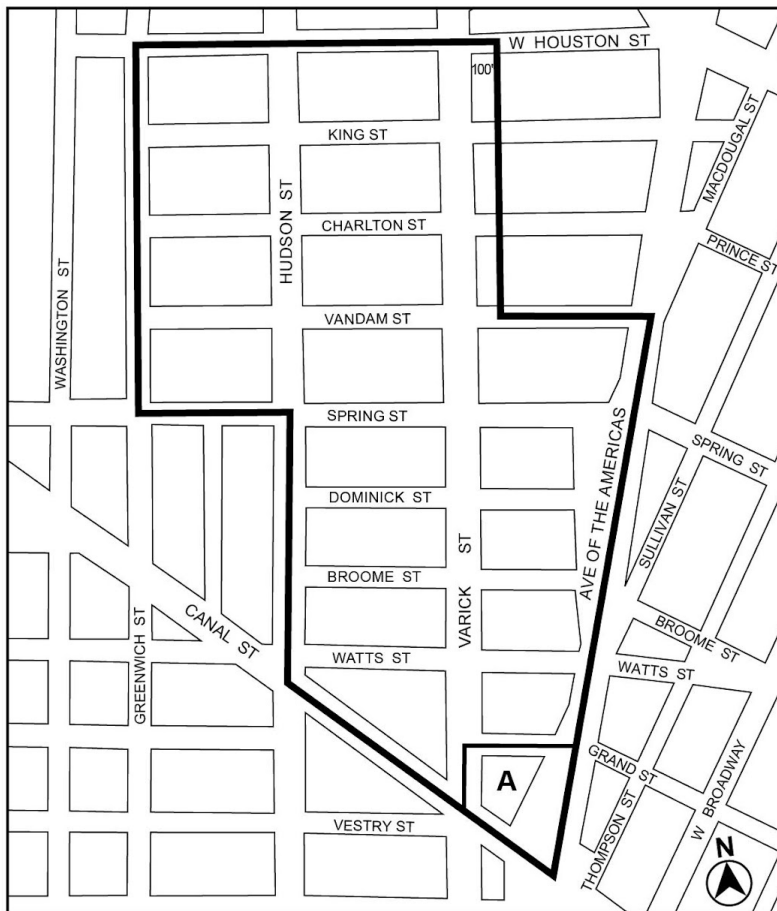 W HOUSTON ST
100'
KING ST
MACDOUGAL ST
HUDSON ST
CHARLTON ST
PRINCE ST
WASHINGTON ST
VANDAM ST
SPRING ST
AVE OF THE AMERICAS
SPRING ST
DOMINICK ST
SULLIVAN ST
VARICK ST
BROOME ST
CANAL ST
GREENWICH ST
BROOME ST
WATTS ST
WATTS ST
GRAND ST
A
W BROADWAY
THOMPSON ST
VESTRY ST
N